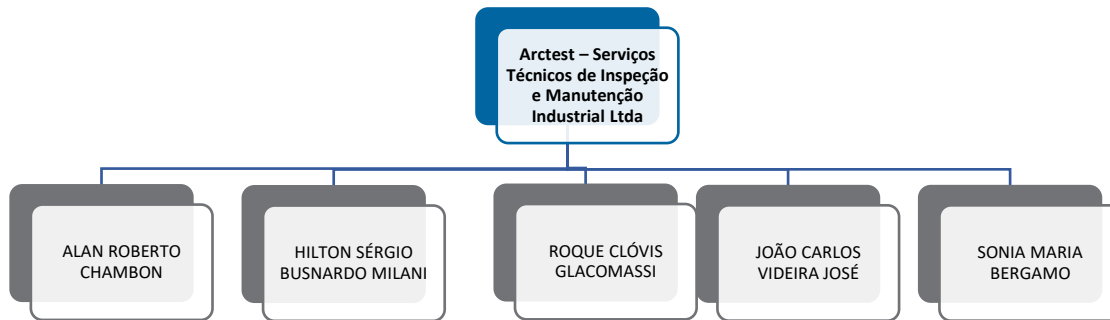 Arctest – Serviços
Técnicos de Inspeção
e Manutenção
Industrial Ltda
ALAN ROBERTO
CHAMBON
HILTON SÉRGIO
BUSNARDO MILANI
ROQUE CLÓVIS
GLACOMASSI
JOÃO CARLOS
VIDEIRA JOSÉ
SONIA MARIA
BERGAMO